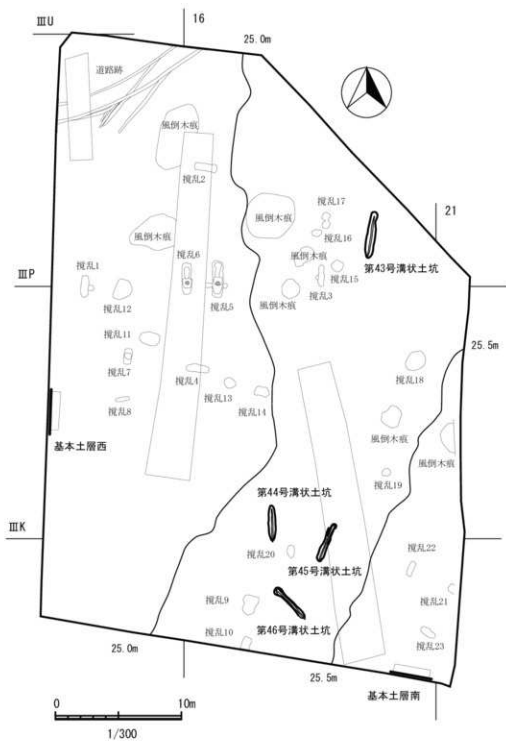 ⅢU
16
25.0m
道路跡
風倒木痕
撹乱2
撹乱17
風倒木痕
21
撹乱16
風倒木痕
風倒木痕
撹乱6
撹乱15
第43号溝状土坑
ⅢP
撹乱1
撹乱3
撹乱12
撹乱5
風倒木痕
撹乱11
25.5m
撹乱7
撹乱4
撹乱18
撹乱13
撹乱8
撹乱14
風倒木痕
基本土層西
風倒木痕
撹乱19
第44号溝状土坑
ⅢK
撹乱20
撹乱22
第45号溝状土坑
撹乱21
撹乱9
第46号溝状土坑
撹乱23
撹乱10
25.0m
25.5m
基本土層南
0
10m
1/300